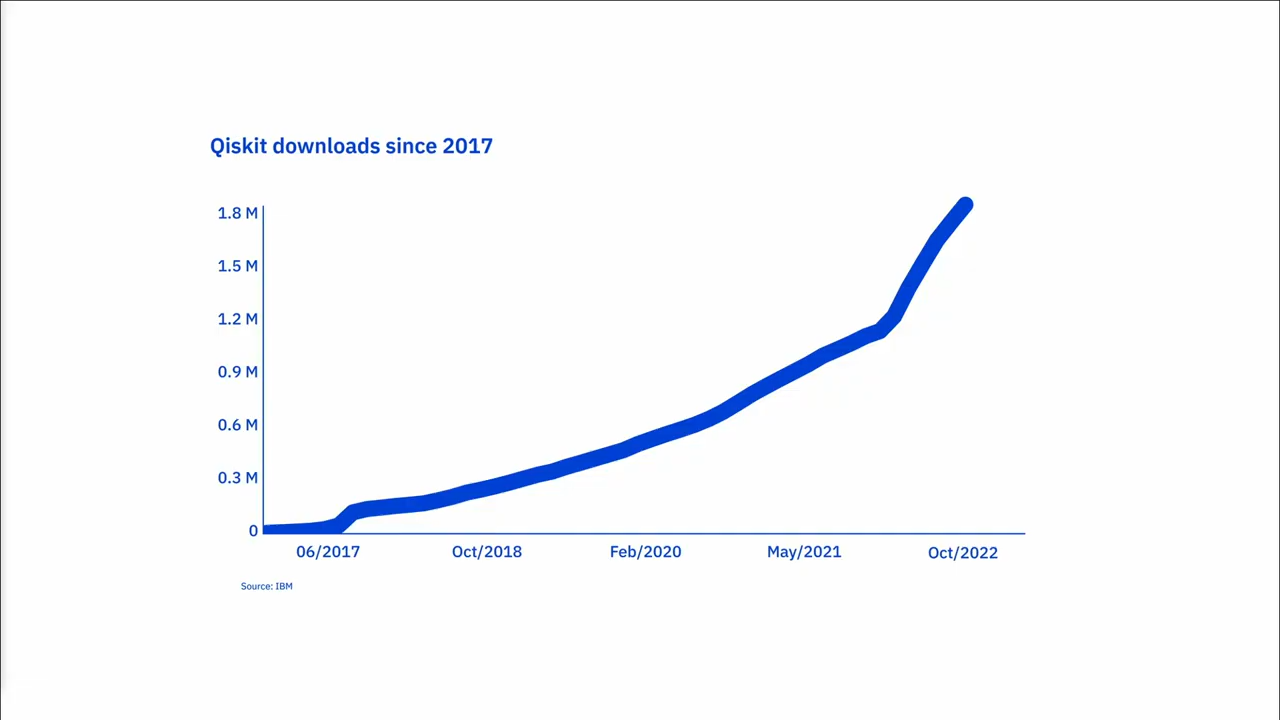 Qiskit downloads since 2017
1.8 M
1.5 M
1.2 M
0.9 M
0.6 M
0.3 M
0
06/2017 Oct/2018 Feb/2020 May/2021 Oct/2022
Source: IBM